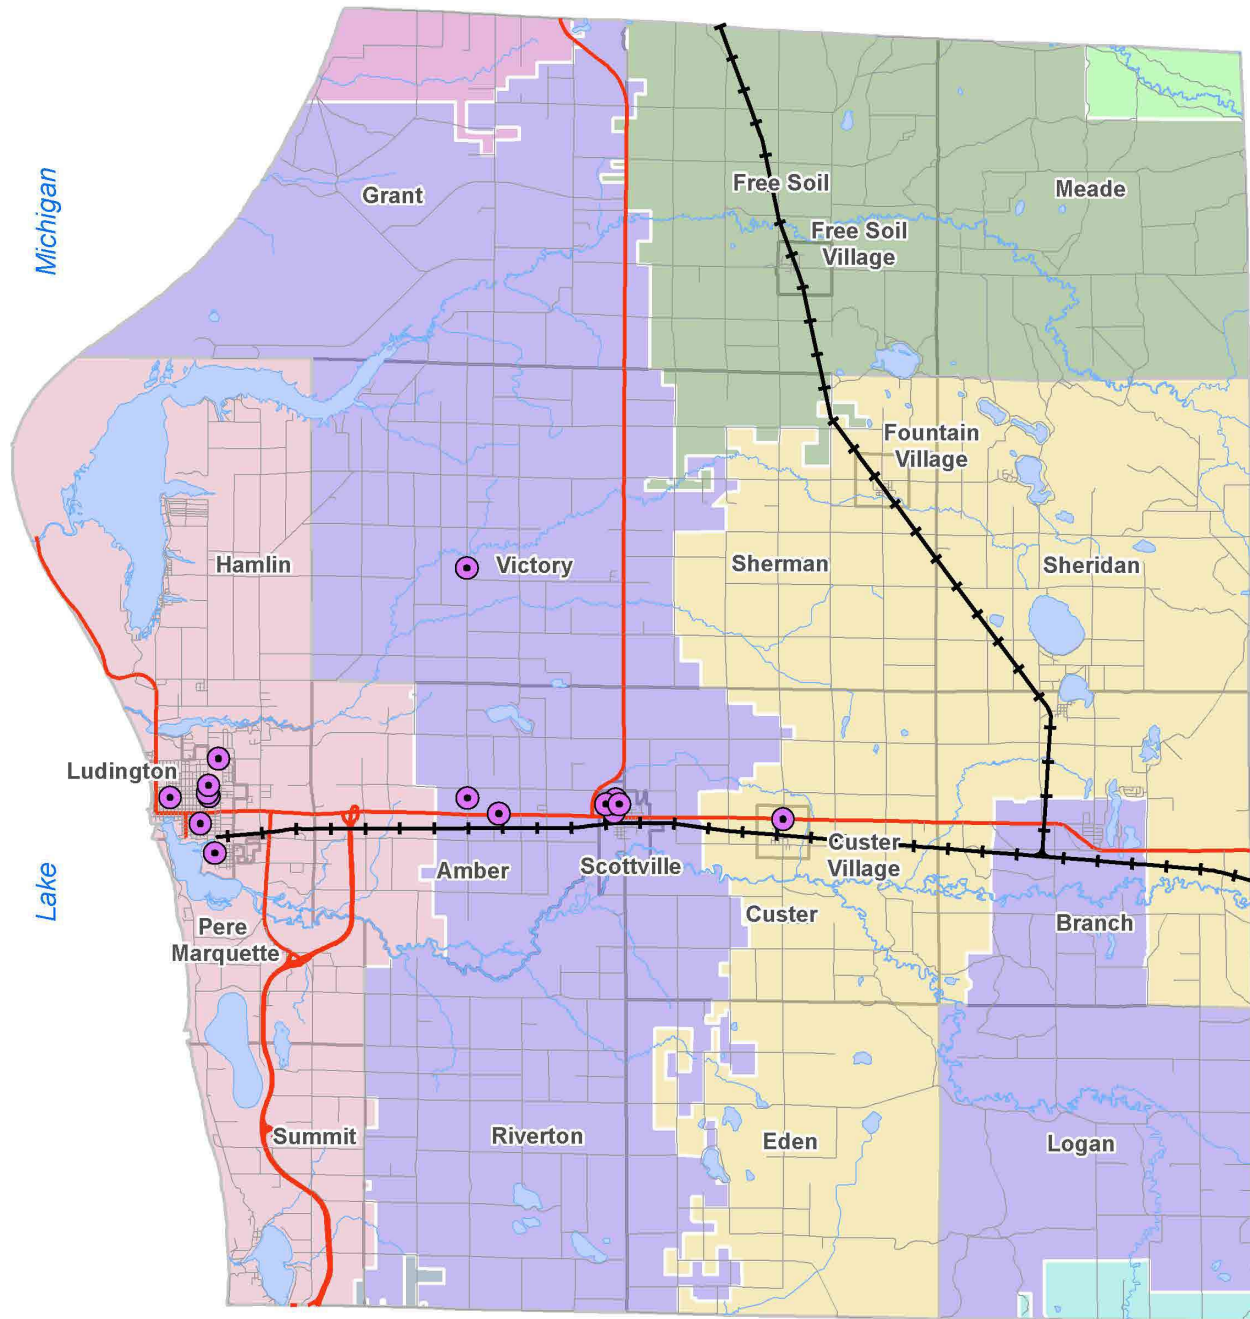 Michigan
Lake
Grant
Free Soil
Meade
Free Soil
Village
Fountain
Village
Hamlin
Victory
Sherman
Sheridan
Ludington
Amber
Scottville
Custer
Village
Custer
Branch
Pere
Marquette
Summit
Riverton
Eden
Logan